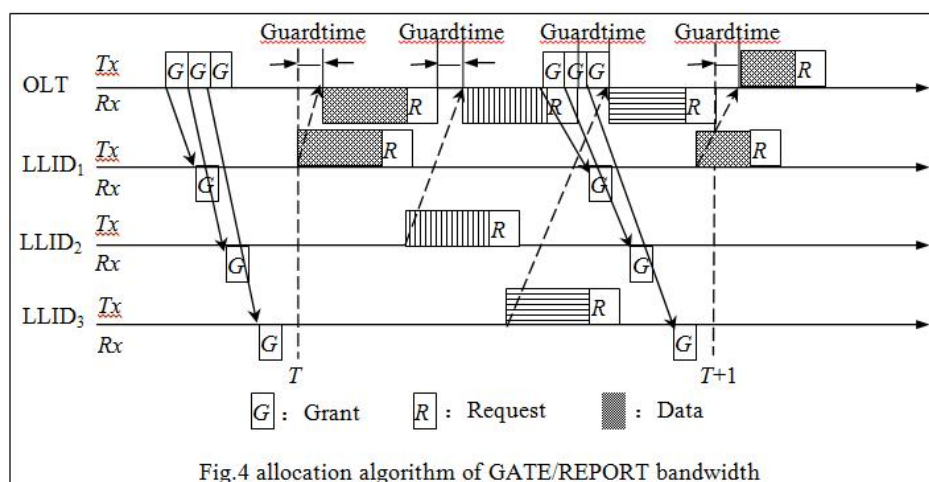 Guardtime Guardtime Guardtime Guardtime
Tx G G G G G G R
OLT
Rx R R R R
Tx R R
LLID1
Rx G G
Tx R
LLID2
Rx G G
Tx R
LLID3
Rx G G
T T+1
G : Grant R : Request : Data
Fig.4 allocation algorithm of GATE/REPORT bandwidth